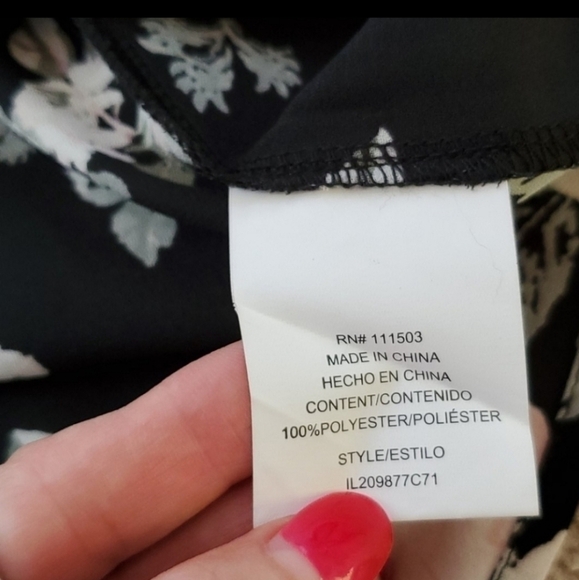 RN# 111503
MADE IN CHINA
HECHO EN CHINA
CONTENT/CONTENIDO
100%POLYESTER/POLIÉSTER
STYLE/ESTILO
IL209877C71